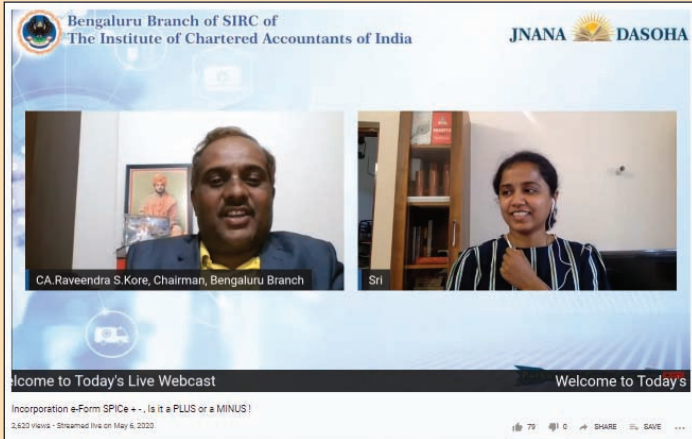 Bengaluru Branch of SIRC of
The Institute of Chartered Accountants of India
JNANA DASOHA
CA.Raveendra S.Kore, Chairman, Bengaluru Branch
Sri
elcome to Today's Live Webcast
Welcome to Today's
Incorporation e-Form SPICe + - , Is it a PLUS or a MINUS !
2,620 views - Streamed live on May 6, 2020
79 0 SHARE SAVE ...